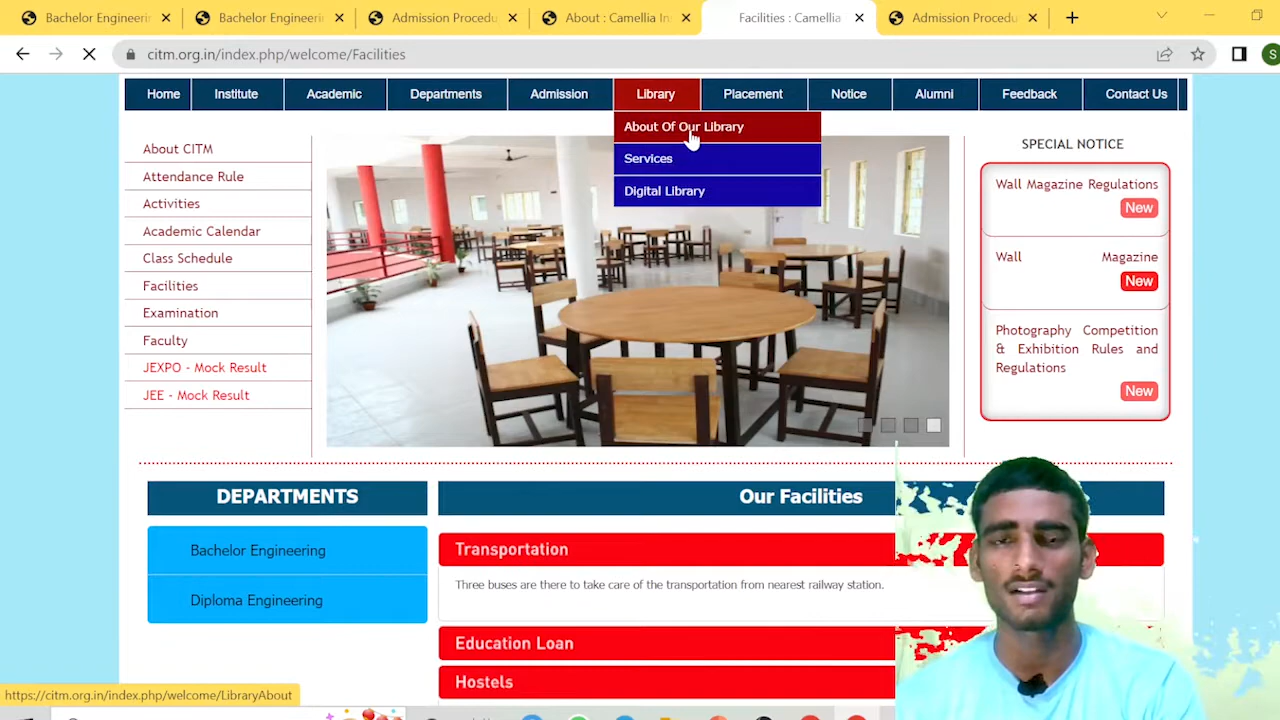 Bachelor Engineerin
Bachelor Engineerin
Admission Procedu
About : Camellia Ins
Facilities : Camellia
Admission Procedu
citm.org.in/index.php/welcome/Facilities
S
Home
Institute
Academic
Departments
Admission
Library
Placement
Notice
Alumni
Feedback
Contact Us
About Of Our Library
Services
Digital Library
About CITM
Attendance Rule
Activities
Academic Calendar
Class Schedule
Facilities
Examination
Faculty
JEXPO - Mock Result
JEE - Mock Result
SPECIAL NOTICE
Wall Magazine Regulations
New
Wall Magazine
New
Photography Competition
& Exhibition Rules and
Regulations
New
DEPARTMENTS
Bachelor Engineering
Diploma Engineering
Our Facilities
Transportation
Three buses are there to take care of the transportation from nearest railway station.
Education Loan
Hostels
https://citm.org.in/index.php/welcome/LibraryAbout